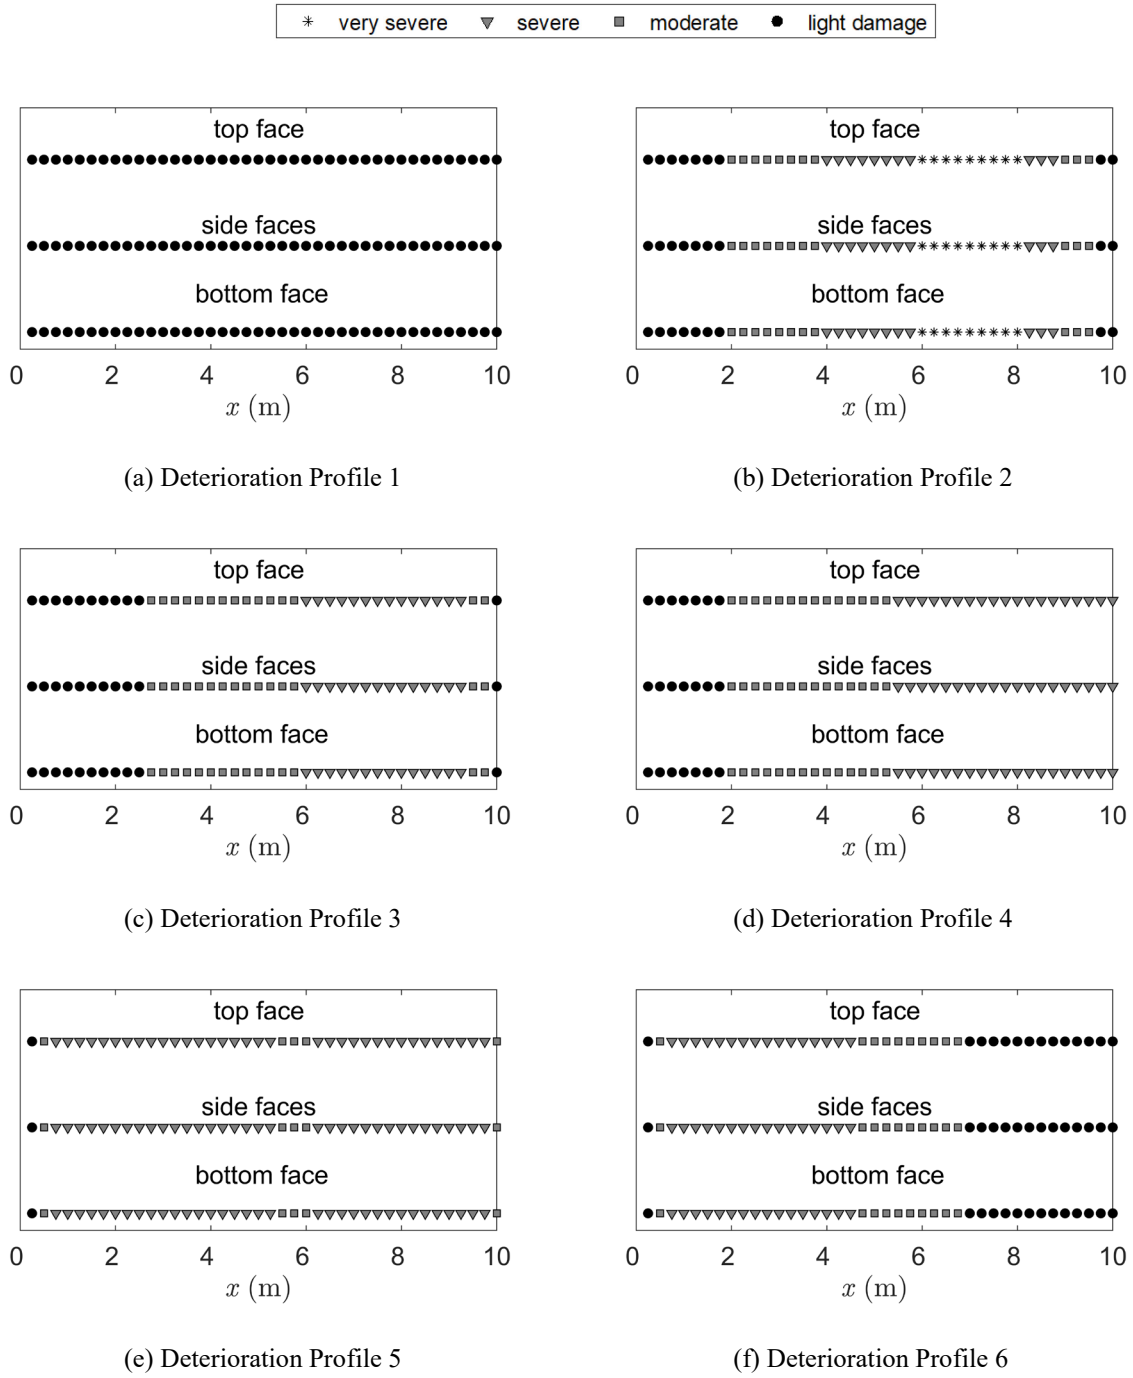 very severe severe moderate light damage
top face top face
side faces side faces
bottom face bottom face
0 2 4 6 8 10 0 2 4 6 8 10
x (m) x (m)
(a) Deterioration Profile 1 (b) Deterioration Profile 2
top face top face
side faces side faces
bottom face bottom face
0 2 4 6 8 10 0 2 4 6 8 10
x (m) x (m)
(c) Deterioration Profile 3 (d) Deterioration Profile 4
top face top face
side faces side faces
bottom face bottom face
0 2 4 6 8 10 0 2 4 6 8 10
x (m) x (m)
(e) Deterioration Profile 5 (f) Deterioration Profile 6